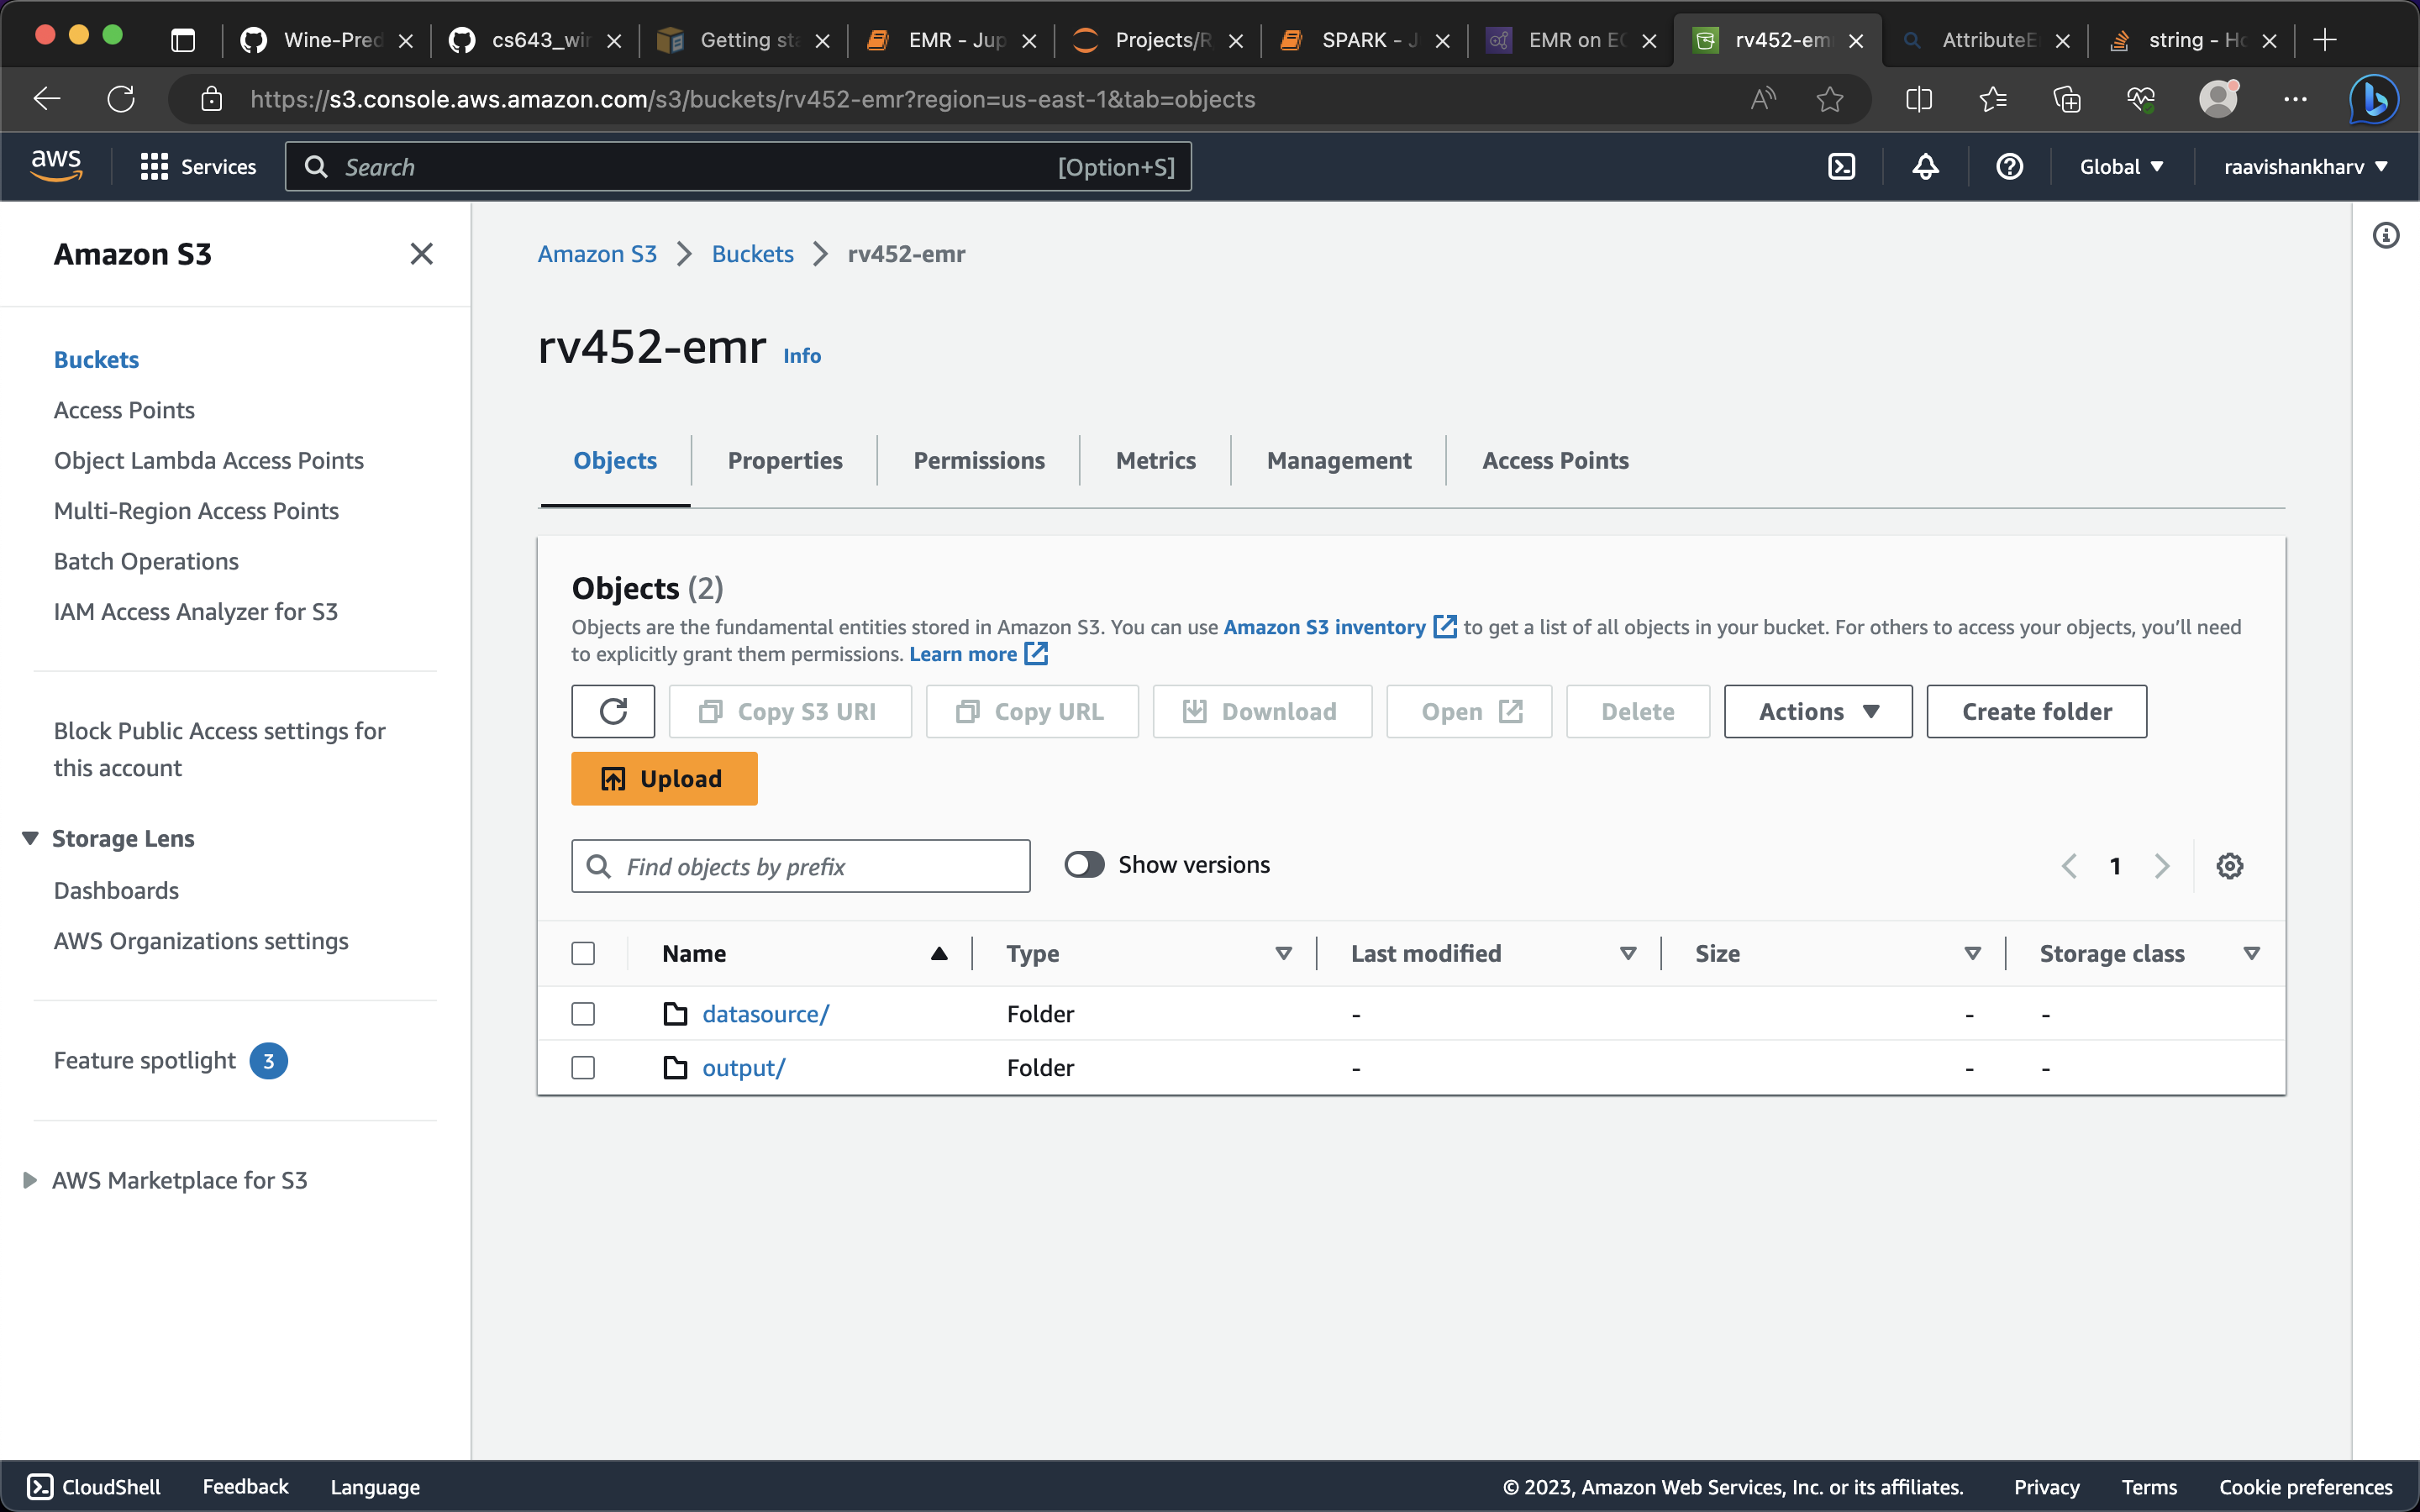 Wine-Pred
cs643_wi
Getting sta
EMR - Jup
Projects/R
SPARK - J
EMR on EC
rv452-em
AttributeE
string - Ho
https://s3.console.aws.amazon.com/s3/buckets/rv452-emr?region=us-east-1&tab=objects
aws
Services
Search
[Option+S]
Global
raavishankharv
Amazon S3
Buckets
Access Points
Object Lambda Access Points
Multi-Region Access Points
Batch Operations
IAM Access Analyzer for S3
Block Public Access settings for
this account
Storage Lens
Dashboards
AWS Organizations settings
Feature spotlight 3
AWS Marketplace for S3
Amazon S3 > Buckets > rv452-emr
rv452-emr Info
Objects
Properties
Permissions
Metrics
Management
Access Points
Objects (2)
Objects are the fundamental entities stored in Amazon S3. You can use Amazon S3 inventory to get a list of all objects in your bucket. For others to access your objects, you'll need
to explicitly grant them permissions. Learn more
Copy S3 URI
Copy URL
Download
Open
Delete
Actions
Create folder
Upload
Find objects by prefix
Show versions
1
Name Type Last modified Size Storage class
datasource/ Folder - - -
output/ Folder - - -
CloudShell
Feedback
Language
© 2023, Amazon Web Services, Inc. or its affiliates.
Privacy
Terms
Cookie preferences